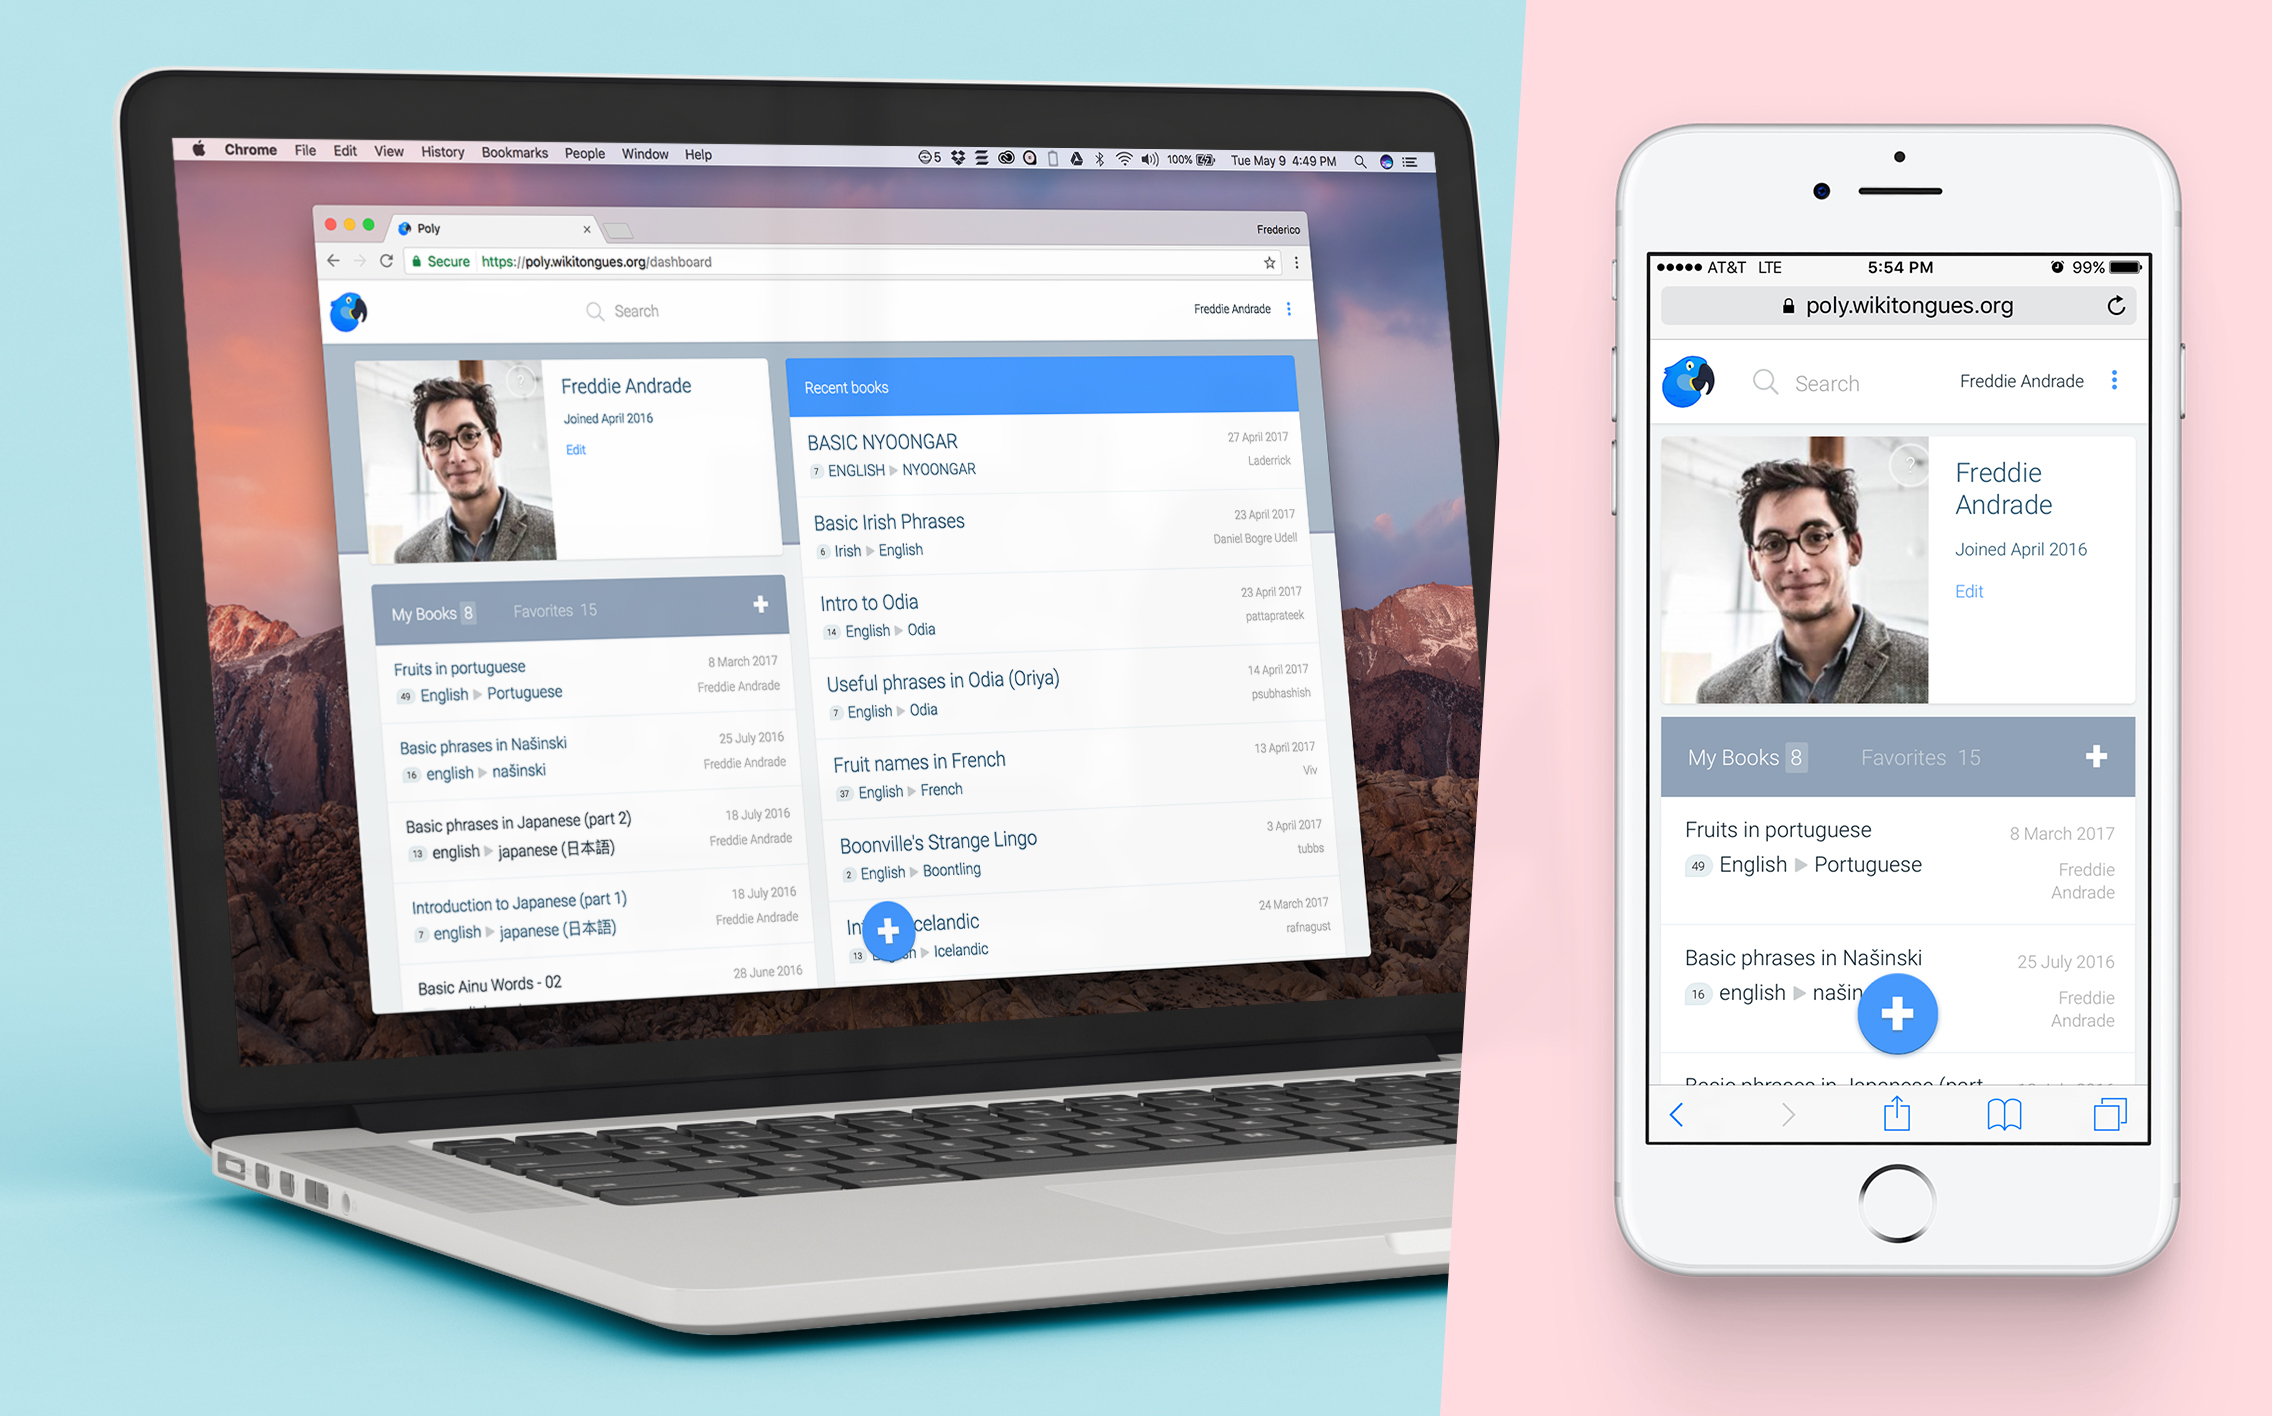 Chrome File Edit View History Bookmarks People Window Help
5 100% Tue May 9 4:49 PM
Poly
Frederico
Secure https://poly.wikitongues.org/dashboard
Search
Freddie Andrade
Freddie Andrade
Joined April 2016
Edit
My Books 8 Favorites 15
Fruits in portuguese 8 March 2017
49 English Portuguese Freddie Andrade
Basic phrases in Našinski 25 July 2016
16 english našinski Freddie Andrade
Basic phrases in Japanese (part 2) 18 July 2016
13 english japanese (日本語) Freddie Andrade
Introduction to Japanese (part 1) 18 July 2016
7 english japanese (日本語) Freddie Andrade
Basic Ainu Words - 02 28 June 2016
Recent books
BASIC NYOONGAR 27 April 2017
7 ENGLISH NYOONGAR Laderrick
Basic Irish Phrases 23 April 2017
6 Irish English Daniel Bogre Udell
Intro to Odia 23 April 2017
14 English Odia pattaprateek
Useful phrases in Odia (Oriya) 14 April 2017
7 English Odia psubhashish
Fruit names in French 13 April 2017
37 English French Viv
Boonville's Strange Lingo 3 April 2017
2 English Boontling tubbs
24 March 2017
13 Icelandic rafnagust
AT&T LTE 5:54 PM 99%
poly.wikitongues.org
Search Freddie Andrade
?
Freddie
Andrade
Joined April 2016
Edit
My Books 8 Favorites 15
Fruits in portuguese 8 March 2017
49 English Portuguese Freddie
Andrade
Basic phrases in Našinski 25 July 2016
16 english našin Freddie
Andrade
Basic phrases in Japanese (part